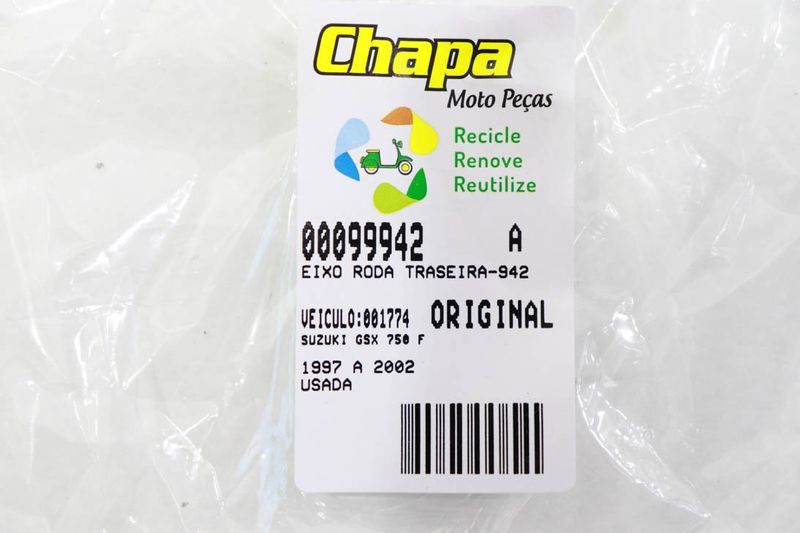 Chapa
Moto Peças
Recicle
Renove
Reutilize
00099942 A
EIXO RODA TRASEIRA-942
VEICULO:001774 ORIGINAL
SUZUKI GSX 750 F
1997 A 2002
USADA